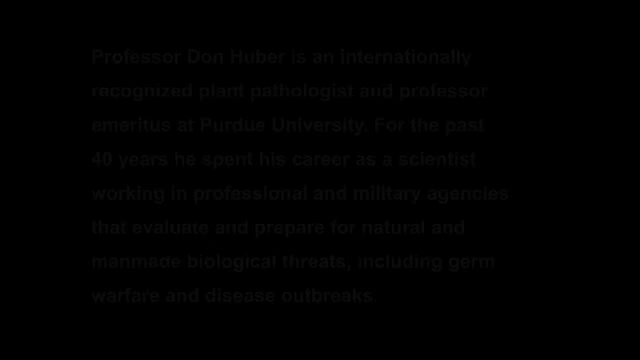 Professor Don Huber is an internationally
recognized plant pathologist and professor
emeritus at Purdue University. For the past
40 years he spent his career as a scientist
working in professional and military agencies
that evaluate and prepare for natural and
manmade biological threats, including germ
warfare and disease outbreaks